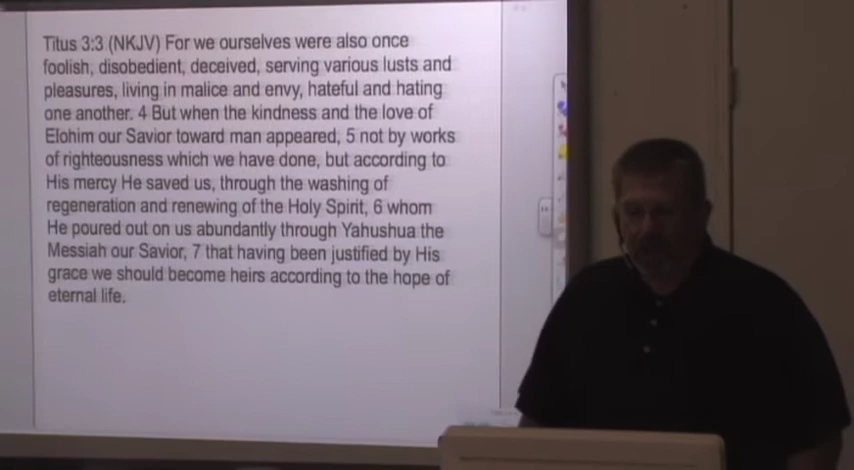 Titus 3:3 (NKJV) For we ourselves were also once
foolish, disobedient, deceived, serving various lusts and
pleasures, living in malice and envy, hateful and hating
one another. 4 But when the kindness and the love of
Elohim our Savior toward man appeared, 5 not by works
of righteousness which we have done, but according to
His mercy He saved us, through the washing of
regeneration and renewing of the Holy Spirit, 6 whom
He poured out on us abundantly through Yahushua the
Messiah our Savior, 7 that having been justified by His
grace we should become heirs according to the hope of
eternal life.